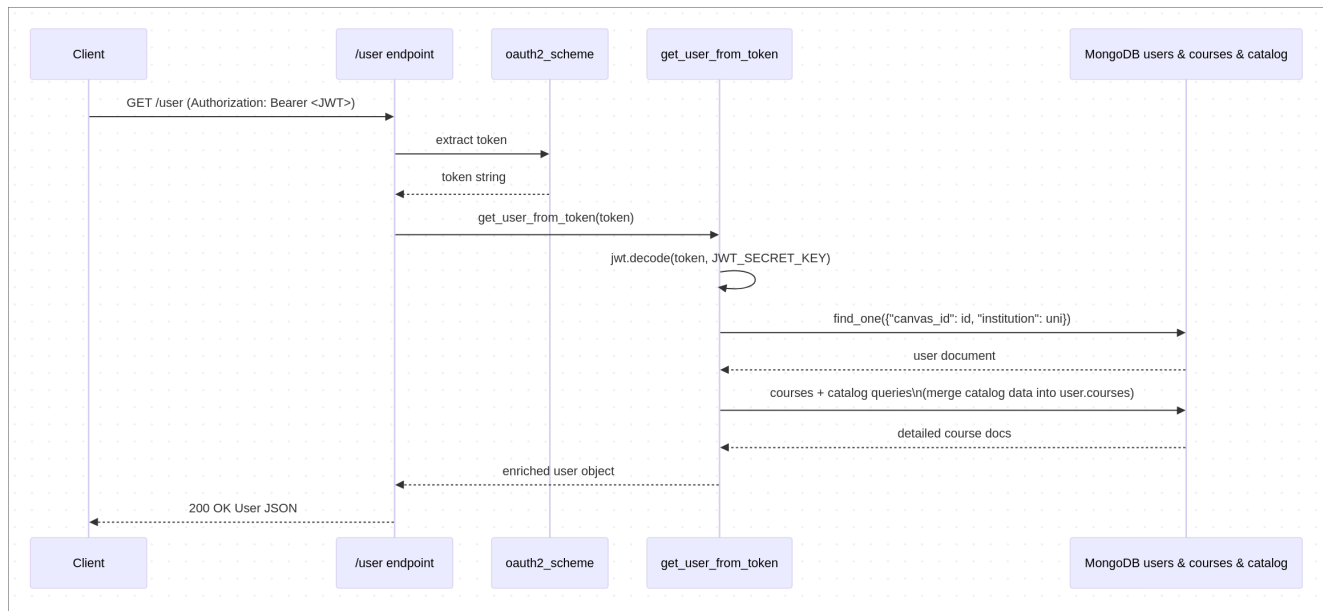 Client
/user endpoint
oauth2_scheme
get_user_from_token
MongoDB users & courses & catalog
GET /user (Authorization: Bearer <JWT>)
extract token
token string
get_user_from_token(token)
jwt.decode(token, JWT_SECRET_KEY)
find_one({"canvas_id": id, "institution": uni})
user document
courses + catalog queries\n(merge catalog data into user.courses)
detailed course docs
enriched user object
200 OK User JSON
Client
/user endpoint
oauth2_scheme
get_user_from_token
MongoDB users & courses & catalog